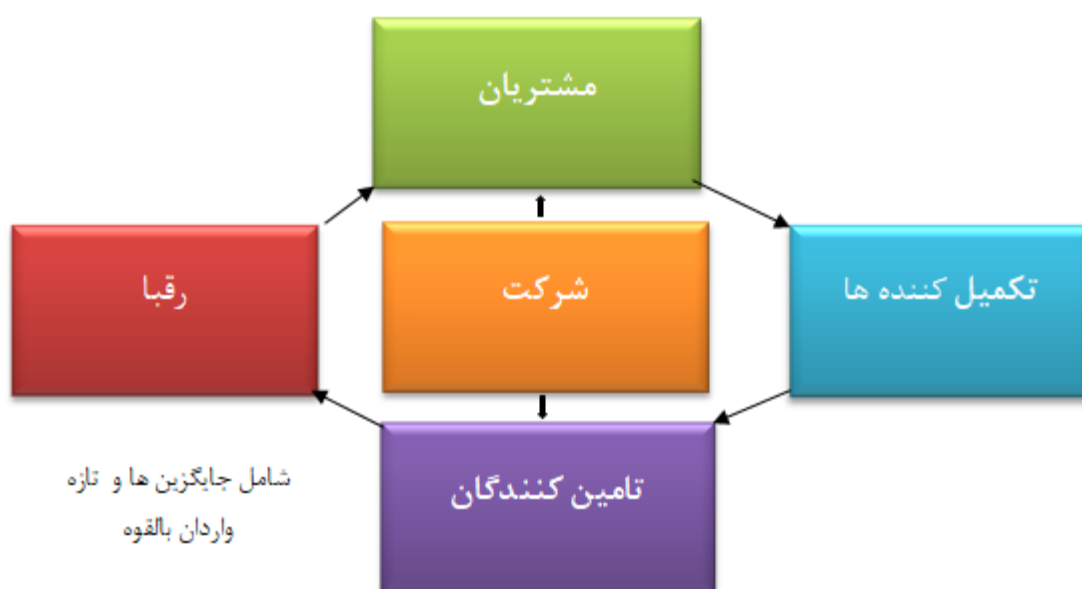 مشتریان
تکمیل کننده ها
شرکت
رقبا
تامین کنندگان
شامل جایگزین ها و تازه
واردان بالقوه